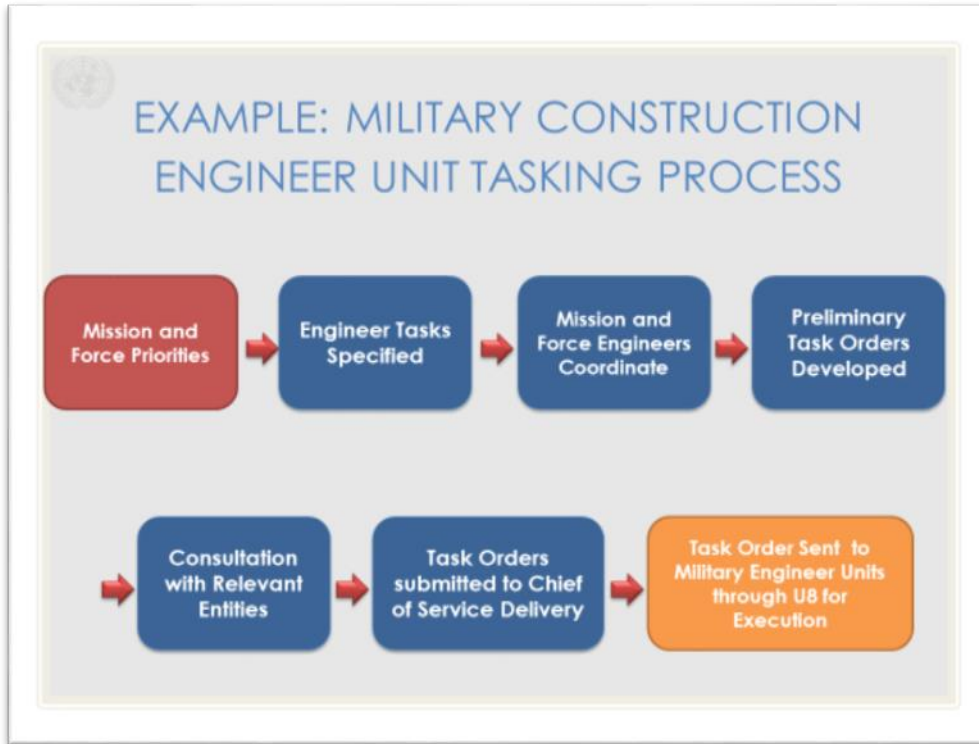 EXAMPLE: MILITARY CONSTRUCTION
ENGINEER UNIT TASKING PROCESS
Mission and
Force Priorities
Engineer Tasks
Specified
Mission and
Force Engineers
Coordinate
Preliminary
Task Orders
Developed
Consultation
with Relevant
Entities
Task Orders
submitted to Chief
of Service Delivery
Task Order Sent to
Military Engineer Units
through U8 for
Execution